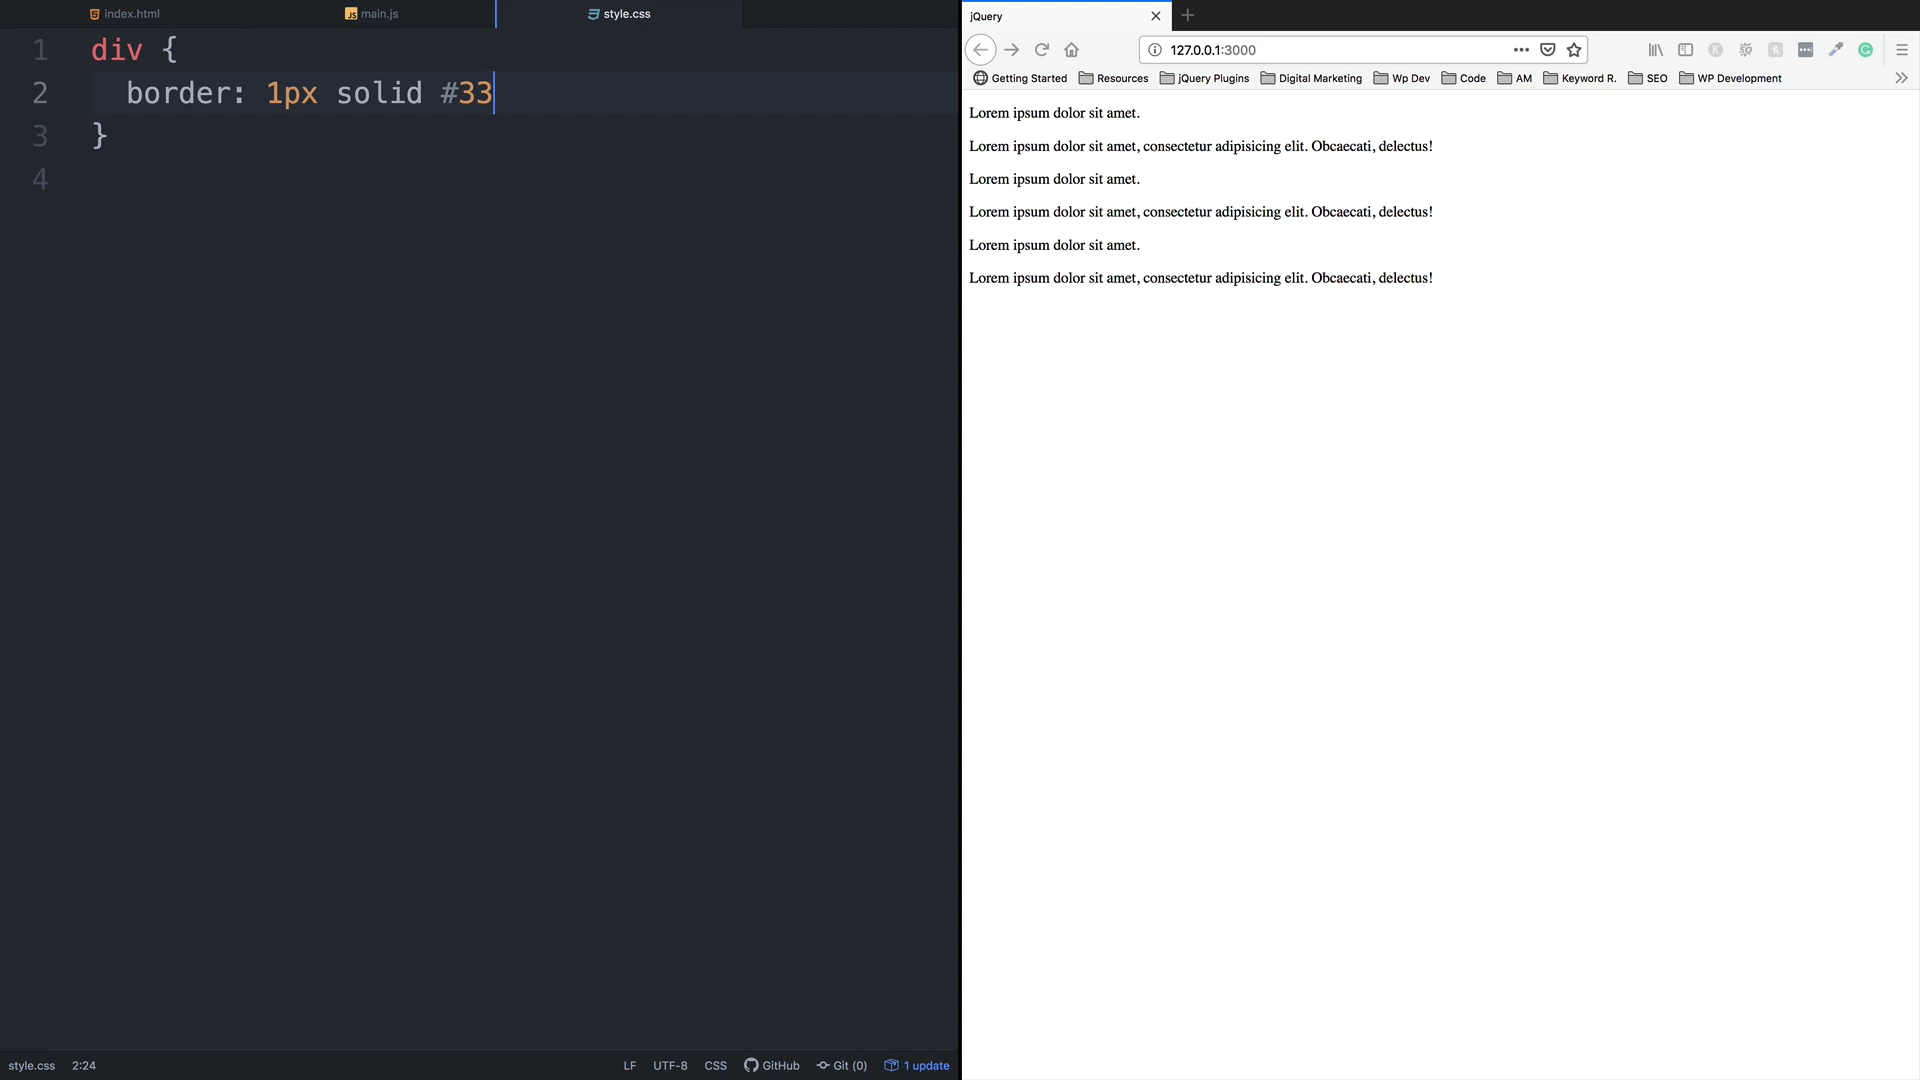 index.html
main.js
style.css
1 div {
2 border: 1px solid #33
3 }
4
style.css 2:24
LF UTF-8 CSS GitHub Git (0) 1 update
jQuery
127.0.0.1:3000
Getting Started Resources jQuery Plugins Digital Marketing Wp Dev Code AM Keyword R. SEO WP Development
Lorem ipsum dolor sit amet.
Lorem ipsum dolor sit amet, consectetur adipisicing elit. Obcaecati, delectus!
Lorem ipsum dolor sit amet.
Lorem ipsum dolor sit amet, consectetur adipisicing elit. Obcaecati, delectus!
Lorem ipsum dolor sit amet.
Lorem ipsum dolor sit amet, consectetur adipisicing elit. Obcaecati, delectus!